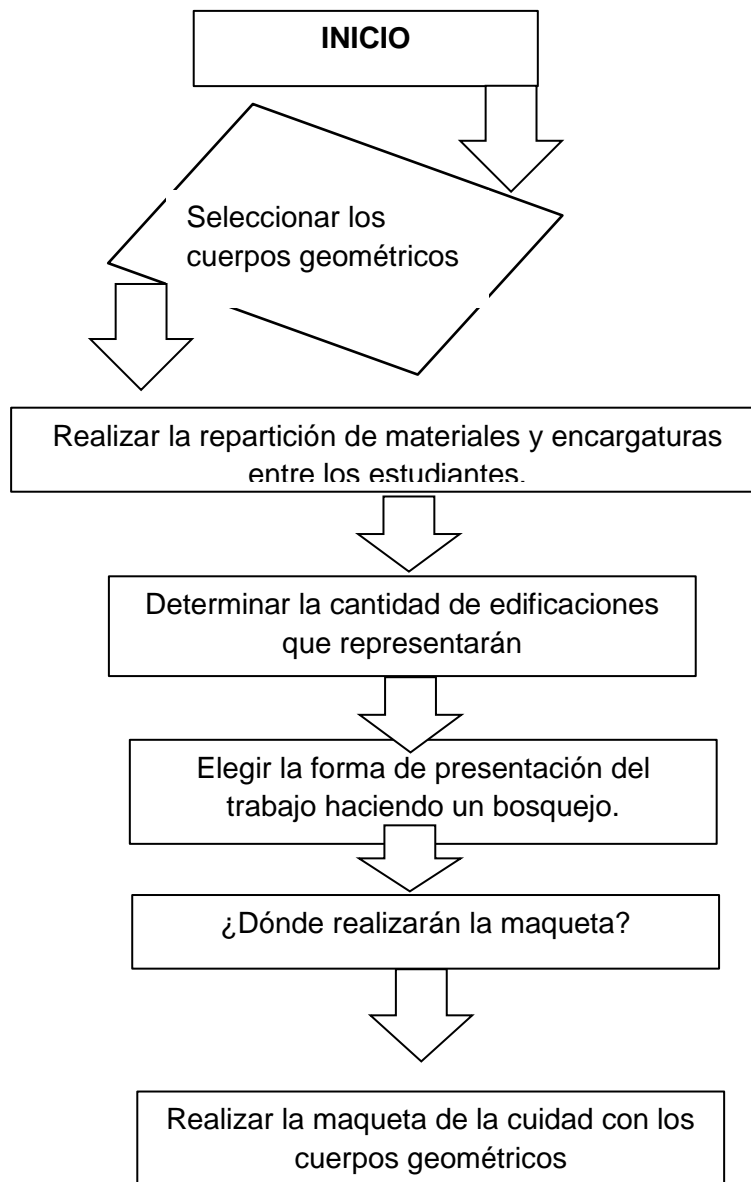 INICIO
Seleccionar los
cuerpos geométricos
Realizar la repartición de materiales y encargaturas
entre los estudiantes.
Determinar la cantidad de edificaciones
que representarán
Elegir la forma de presentación del
trabajo haciendo un bosquejo.
¿Dónde realizarán la maqueta?
Realizar la maqueta de la cuidad con los
cuerpos geométricos